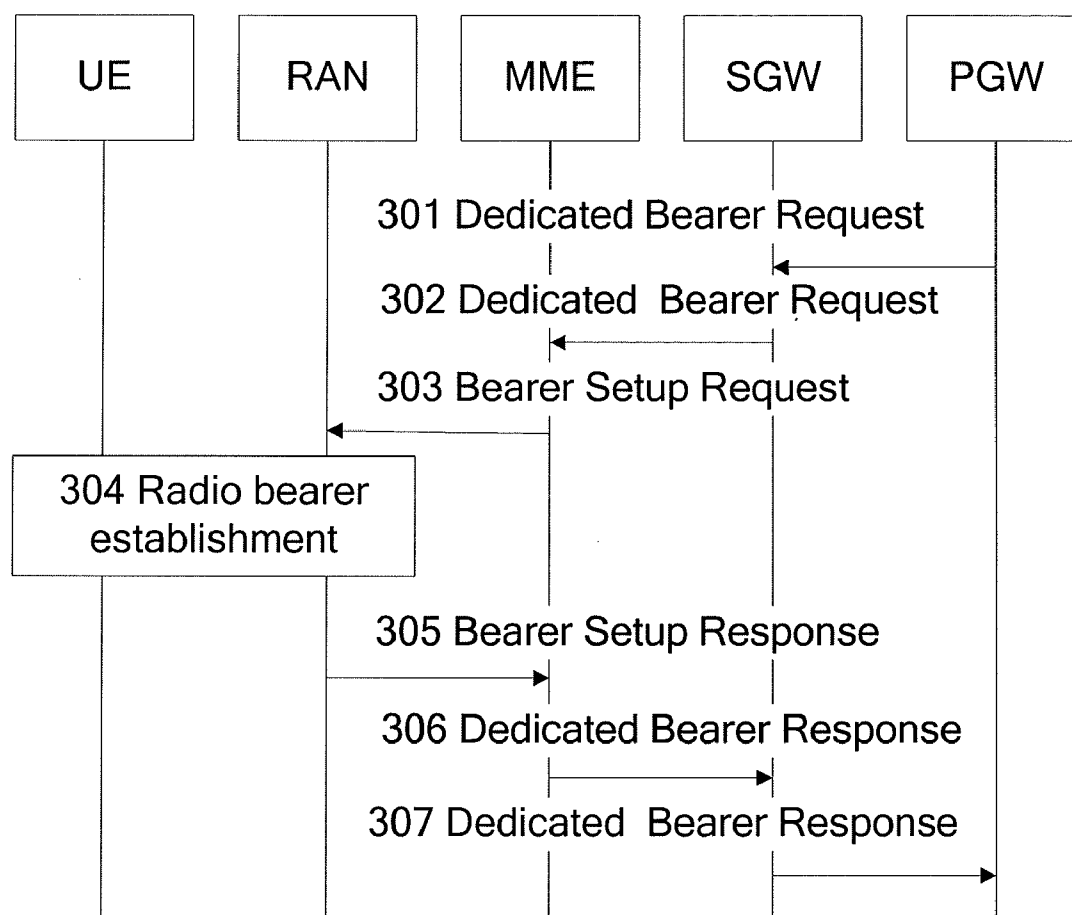 UE RAN MME SGW PGW
301 Dedicated Bearer Request
302 Dedicated Bearer Request
303 Bearer Setup Request
304 Radio bearer
establishment
305 Bearer Setup Response
306 Dedicated Bearer Response
307 Dedicated Bearer Response